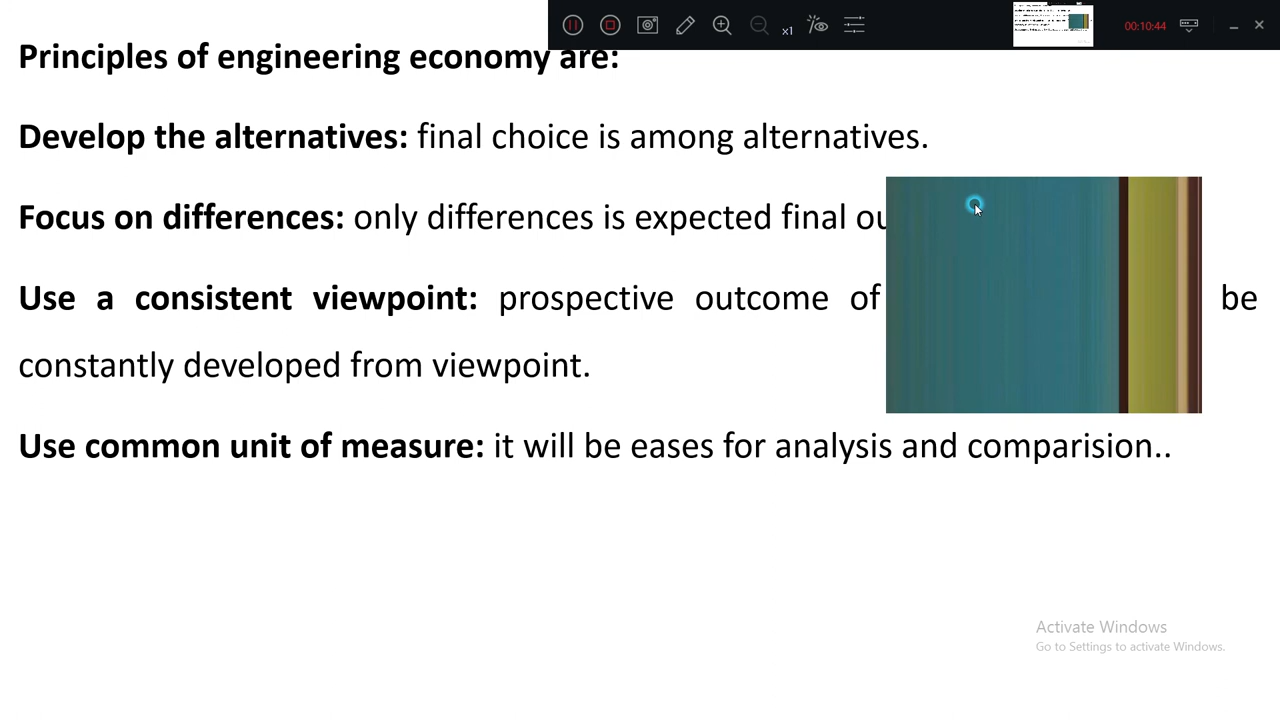 x1
00:10:44
Principles of engineering economy are:
Develop the alternatives: final choice is among alternatives.
Focus on differences: only differences is expected final
Use a consistent viewpoint: prospective outcome of be
constantly developed from viewpoint.
Use common unit of measure: it will be eases for analysis and comparision..
Activate Windows
Go to Settings to activate Windows.